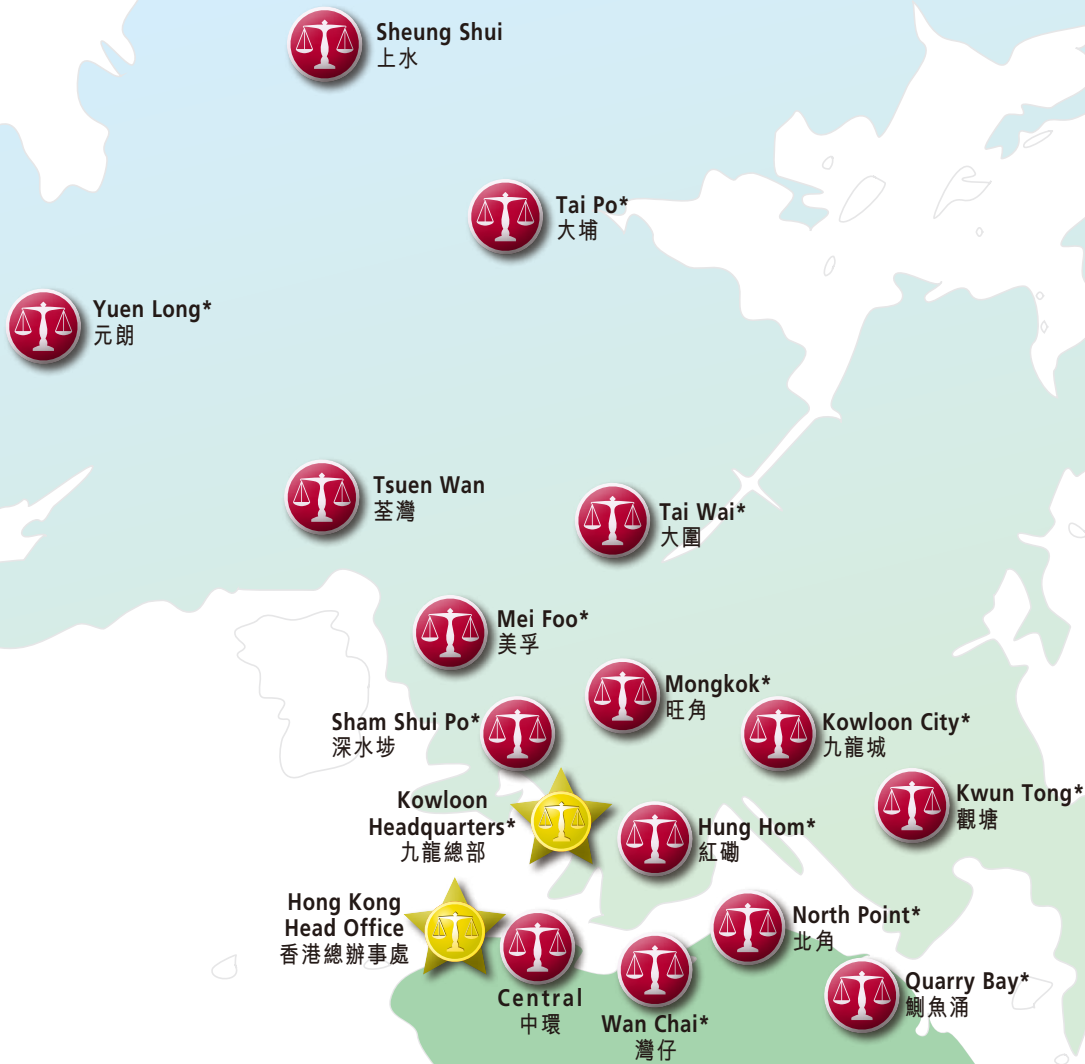 Sheung Shui
上水
Tai Po*
大埔
Yuen Long*
元朗
Tsuen Wan
荃灣
Tai Wai*
大圍
Mei Foo*
美孚
Mongkok*
旺角
Sham Shui Po*
深水埗
Kowloon City*
九龍城
Kowloon
Headquarters*
九龍總部
Kwun Tong*
觀塘
Hung Hom*
紅磡
Hong Kong
Head Office
香港總辦事處
North Point*
北角
Central
中環
Wan Chai*
灣仔
Quarry Bay*
鰂魚涌